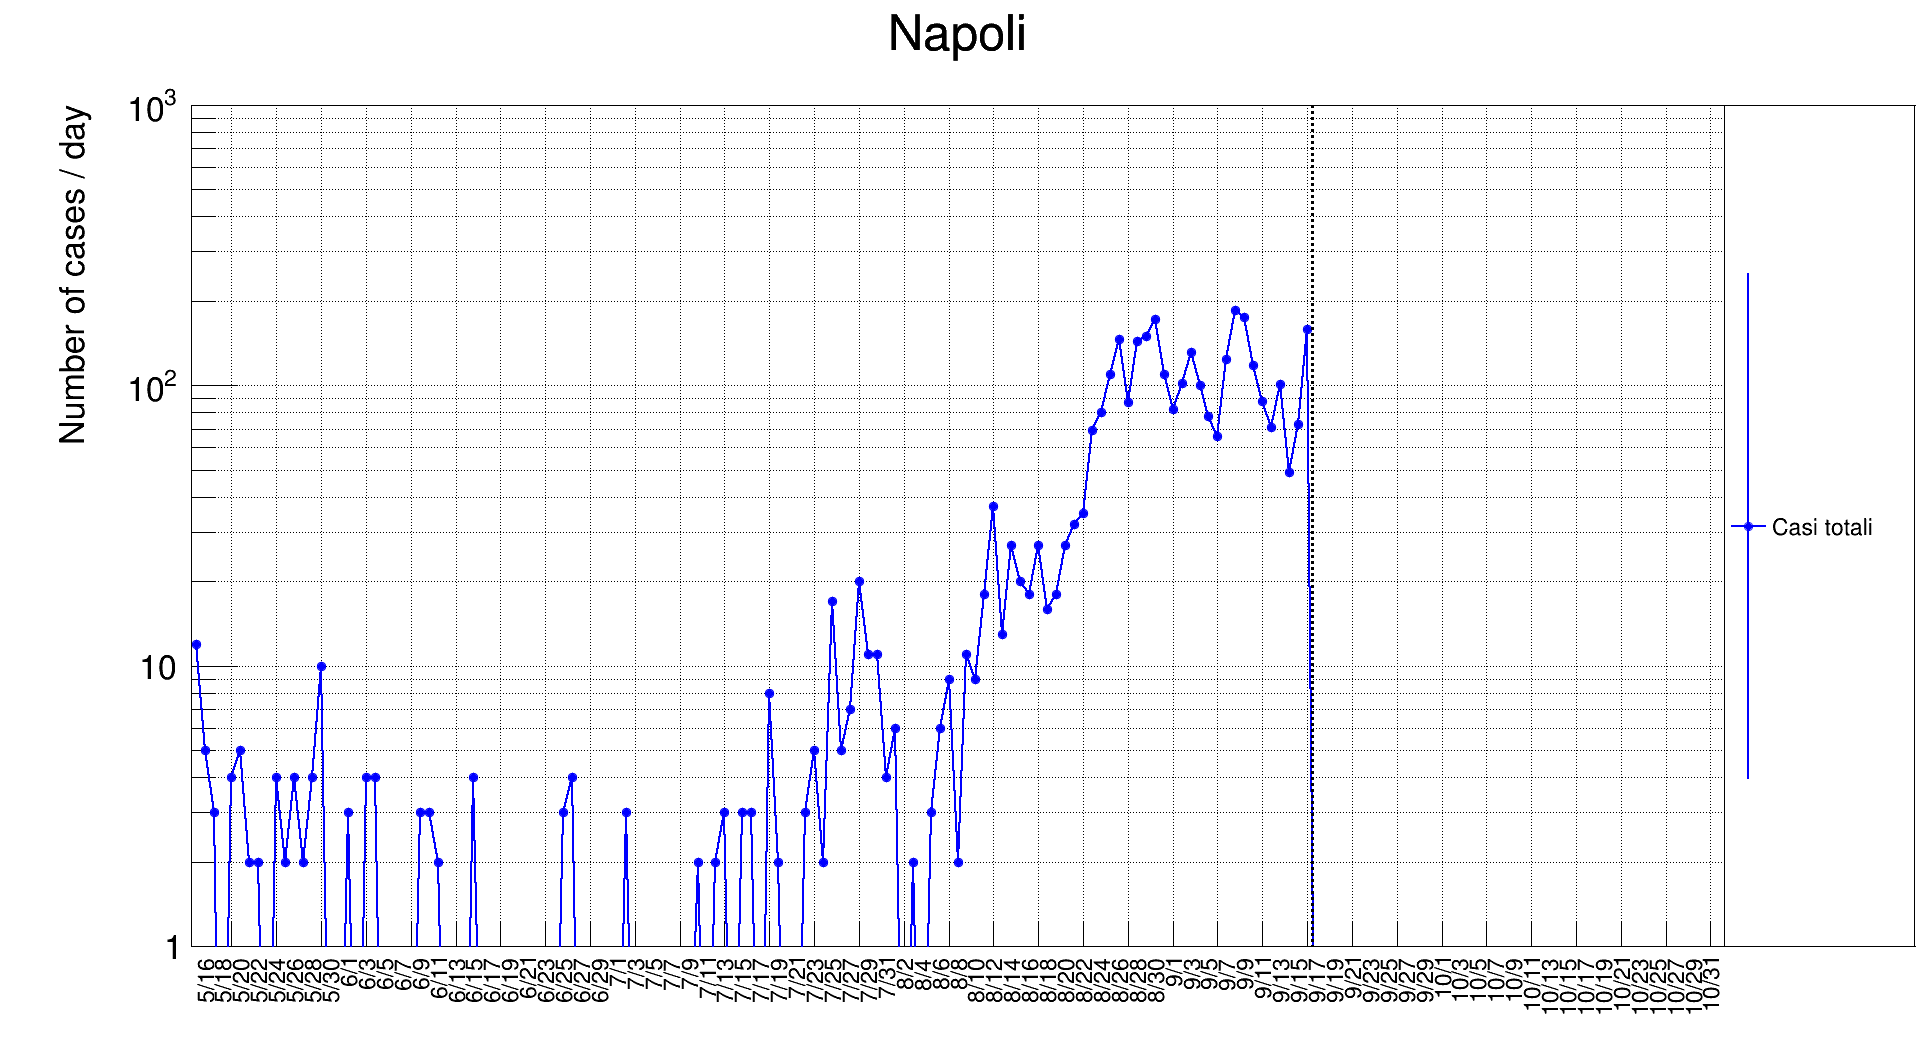 Napoli
Number of cases / day
10³
10²
10
1
5/16 5/18 5/20 5/22 5/24 5/26 5/28 5/30 6/1 6/3 6/5 6/7 6/9 6/11 6/13 6/15 6/17 6/19 6/21 6/23 6/25 6/27 6/29 7/1 7/3 7/5 7/7 7/9 7/11 7/13 7/15 7/17 7/19 7/21 7/23 7/25 7/27 7/29 7/31 8/2 8/4 8/6 8/8 8/10 8/12 8/14 8/16 8/18 8/20 8/22 8/24 8/26 8/28 8/30 9/1 9/3 9/5 9/7 9/9 9/11 9/13 9/15 9/17 9/19 9/21 9/23 9/25 9/27 9/29 10/1 10/3 10/5 10/7 10/9 10/11 10/13 10/15 10/17 10/19 10/21 10/23 10/25 10/27 10/29 10/31
Casi totali